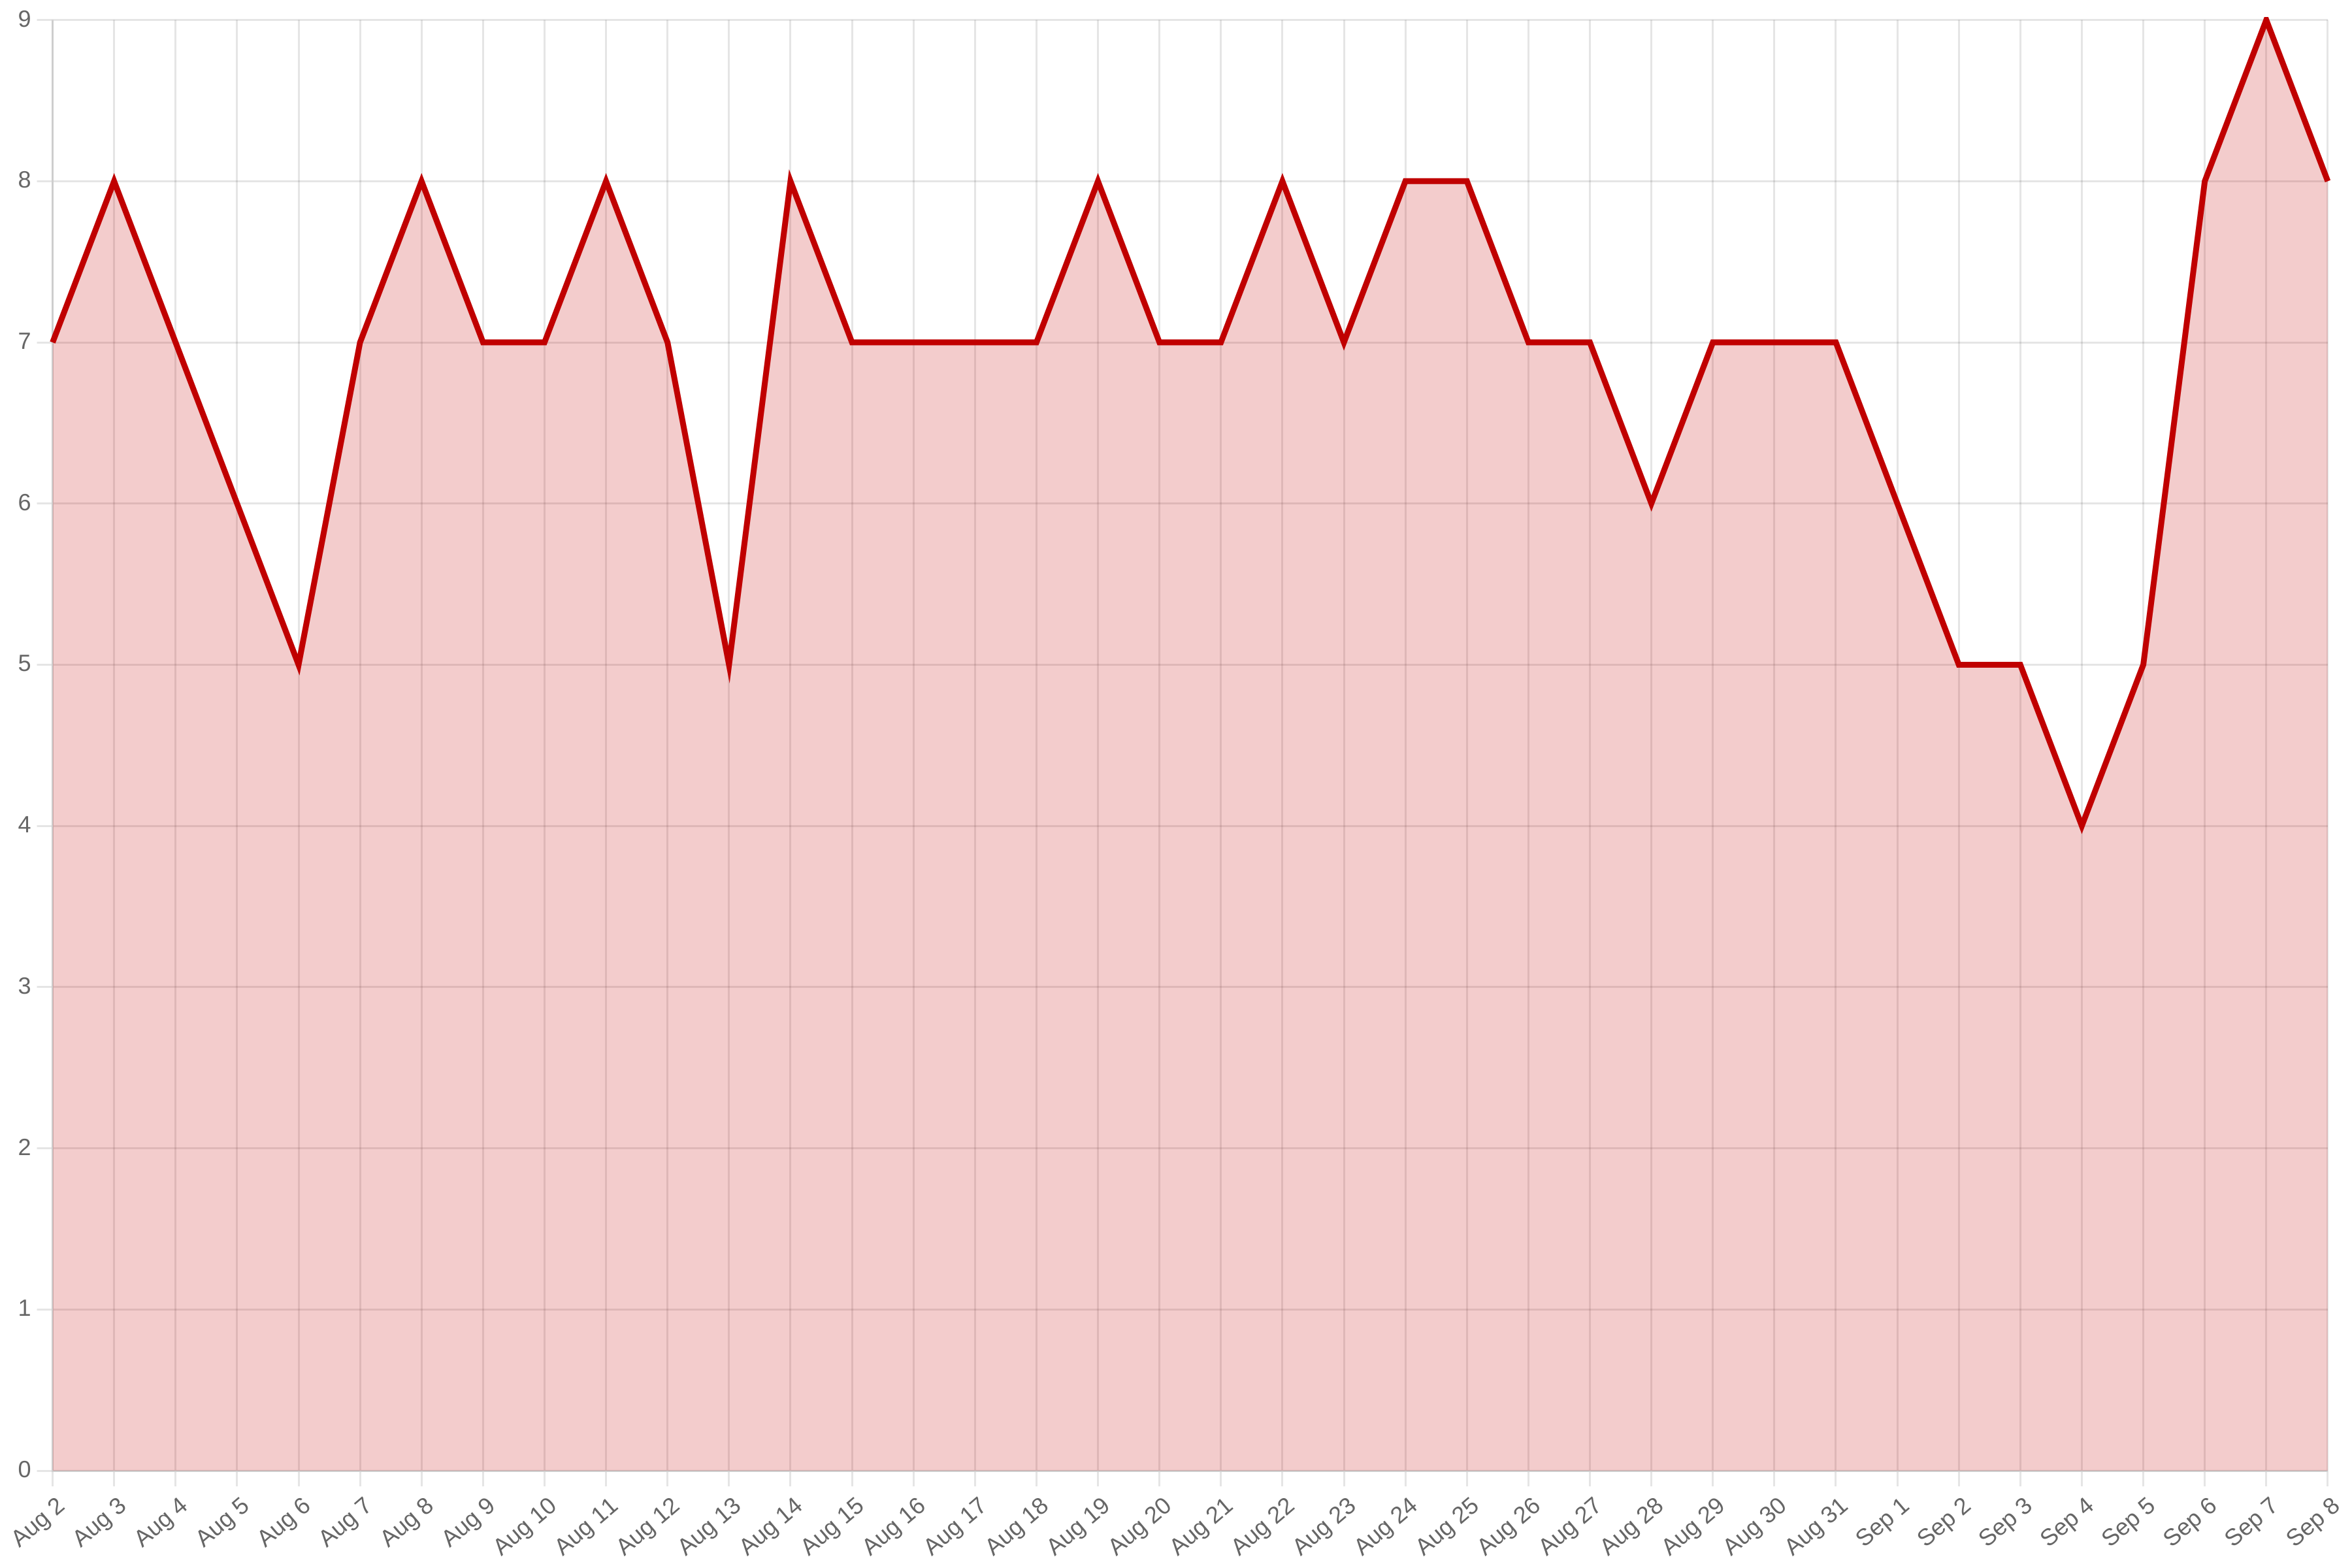 9
8
7
6
5
4
3
2
1
0
Aug 2
Aug 3
Aug 4
Aug 5
Aug 6
Aug 7
Aug 8
Aug 9
Aug 10
Aug 11
Aug 12
Aug 13
Aug 14
Aug 15
Aug 16
Aug 17
Aug 18
Aug 19
Aug 20
Aug 21
Aug 22
Aug 23
Aug 24
Aug 25
Aug 26
Aug 27
Aug 28
Aug 29
Aug 30
Aug 31
Sep 1
Sep 2
Sep 3
Sep 4
Sep 5
Sep 6
Sep 7
Sep 8